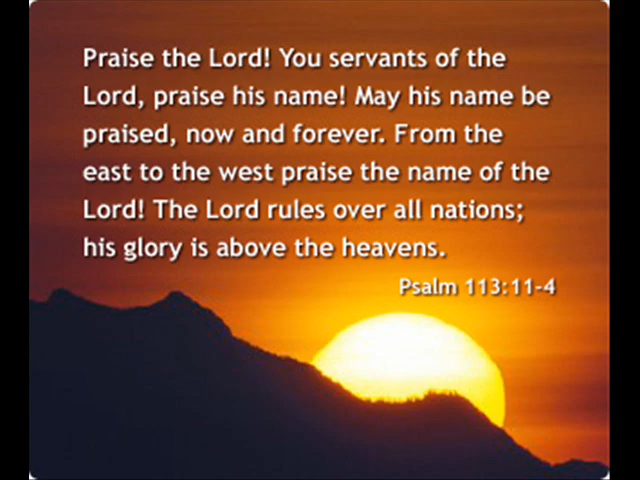 Praise the Lord! You servants of the
Lord, praise his name! May his name be
praised, now and forever. From the
east to the west praise the name of the
Lord! The Lord rules over all nations;
his glory is above the heavens.
Psalm 113:11-4